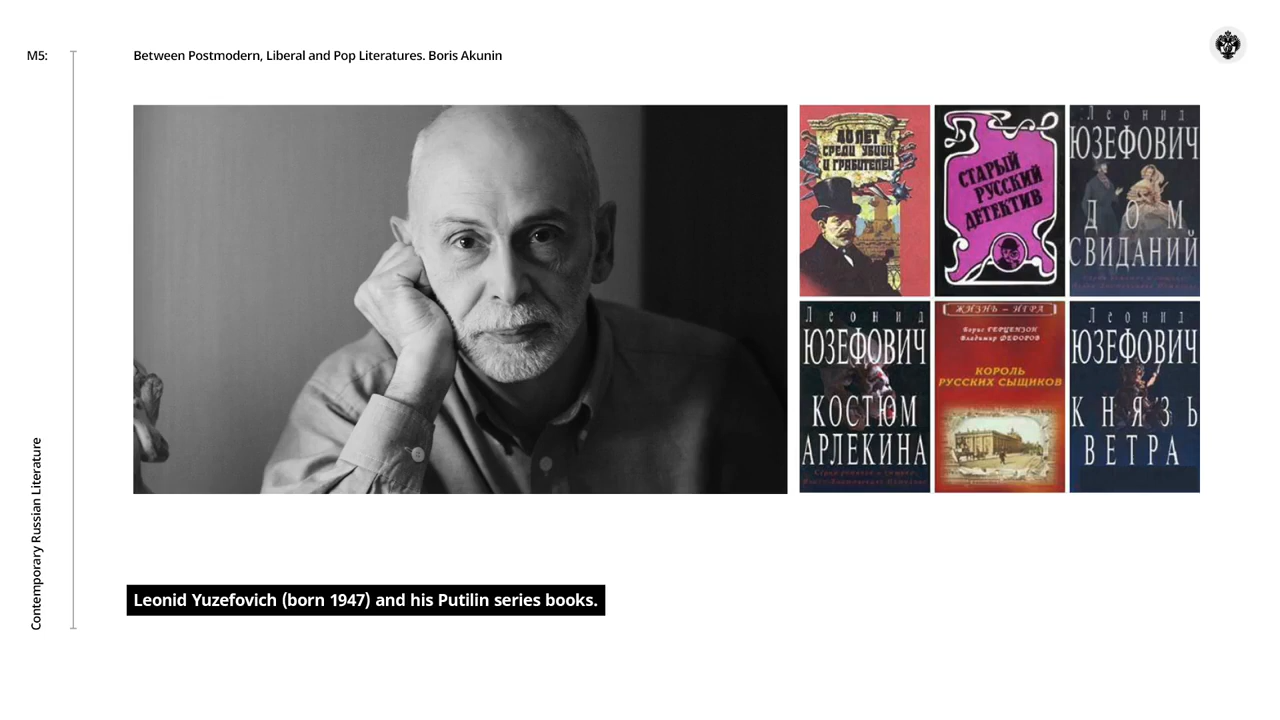 M5:
Between Postmodern, Liberal and Pop Literatures. Boris Akunin
40 ЛЕТ
СРЕДИ УБИЙЦ
И ГРАБИТЕЛЕЙ
СТАРЫЙ
РУССКИЙ
ДЕТЕКТИВ
Леонид
ЮЗЕФОВИЧ
ДОМ
СВИДАНИЙ
Леонид
ЮЗЕФОВИЧ
КОСТЮМ
АРЛЕКИНА
ЖИЗНЬ – ИГРА
Борис ГЕРЦЕНЗОН
Владимир ФЕДОРОВ
КОРОЛЬ
РУССКИХ СЫЩИКОВ
Леонид
ЮЗЕФОВИЧ
КНЯЗЬ
ВЕТРА
Contemporary Russian Literature
Leonid Yuzefovich (born 1947) and his Putilin series books.